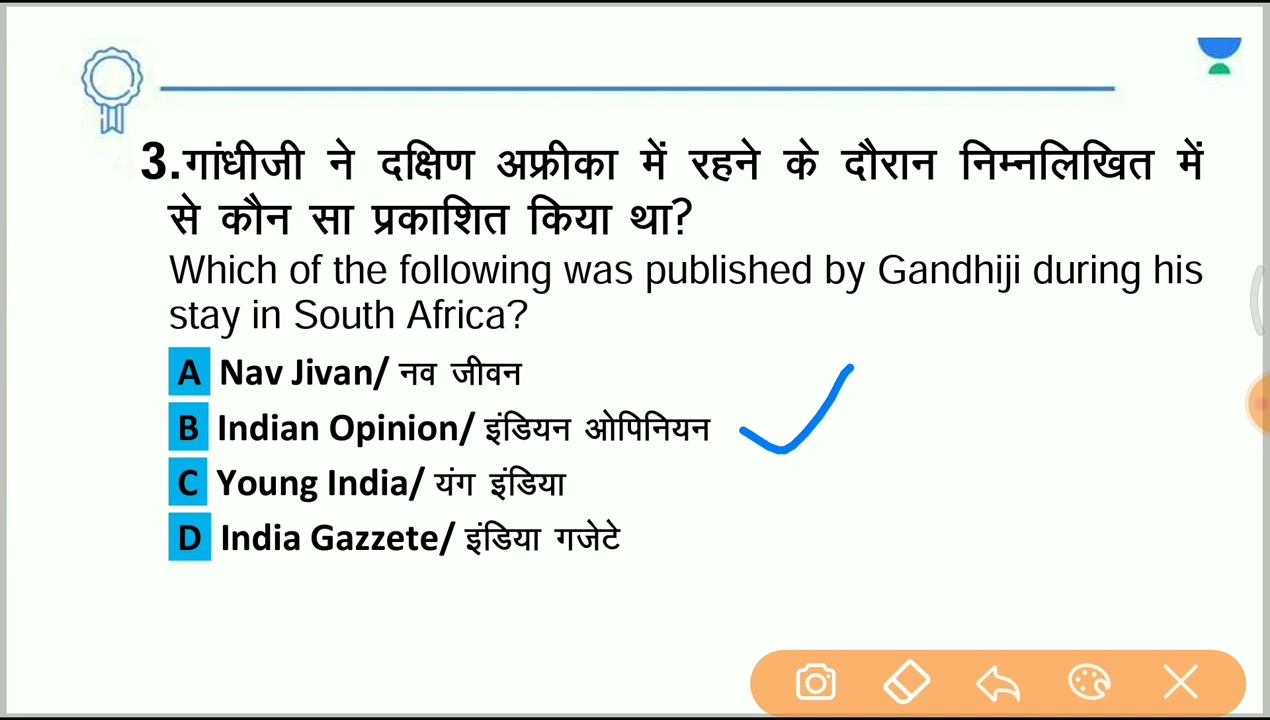 3.गांधीजी ने दक्षिण अफ्रीका में रहने के दौरान निम्नलिखित में
से कौन सा प्रकाशित किया था?
Which of the following was published by Gandhiji during his
stay in South Africa?
A Nav Jivan/ नव जीवन
B Indian Opinion/ इंडियन ओपिनियन
C Young India/ यंग इंडिया
D India Gazzete/ इंडिया गजेटे